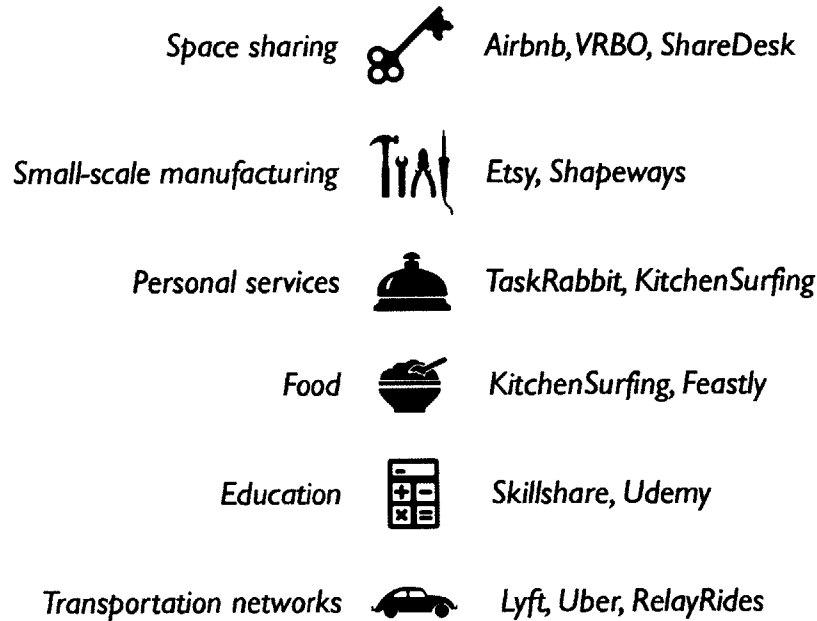 Space sharing Airbnb, VRBO, ShareDesk
Small-scale manufacturing Etsy, Shapeways
Personal services TaskRabbit, KitchenSurfing
Food KitchenSurfing, Feastly
Education Skillshare, Udemy
Transportation networks Lyft, Uber, RelayRides